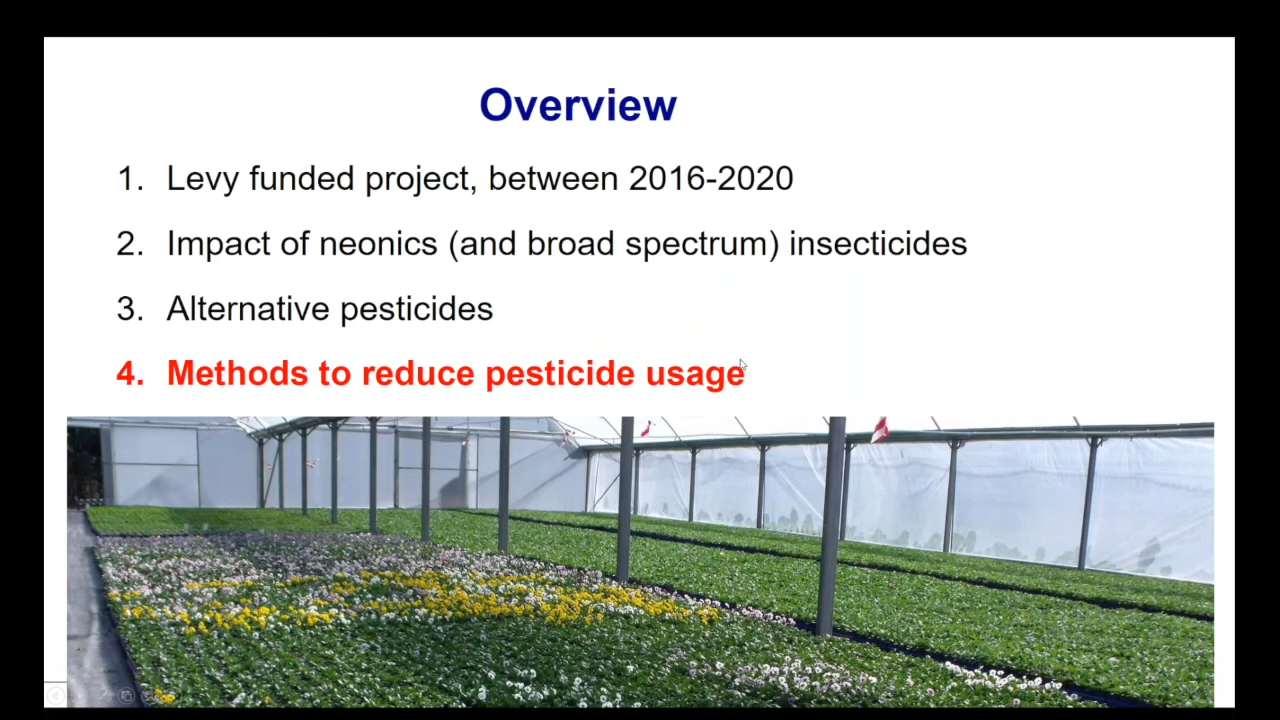 Overview
1. Levy funded project, between 2016-2020
2. Impact of neonics (and broad spectrum) insecticides
3. Alternative pesticides
4. Methods to reduce pesticide usage